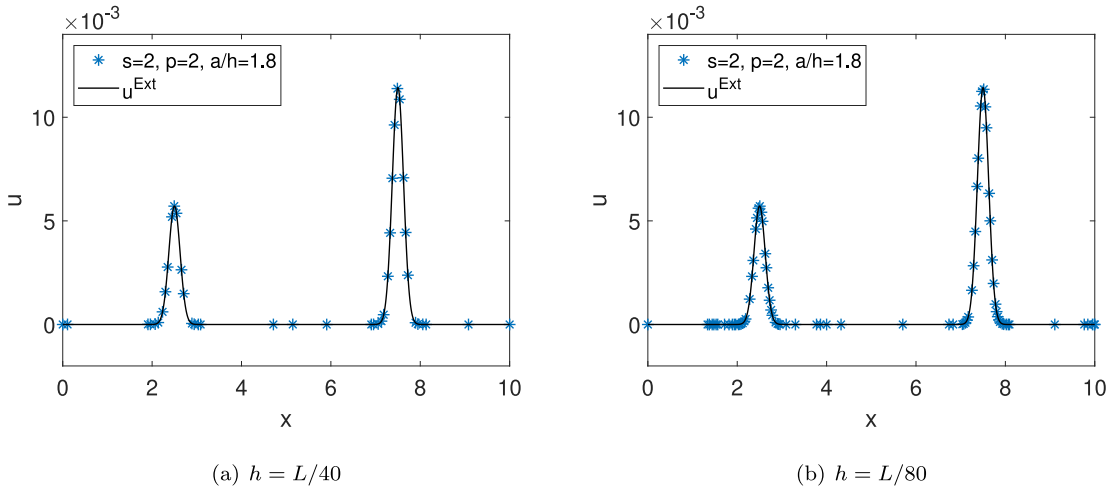 ×10⁻³
s=2, p=2, a/h=1.8
u^Ext
10
5
0
u
0 2 4 6 8 10
x
(a) h = L/40
×10⁻³
s=2, p=2, a/h=1.8
u^Ext
10
5
0
u
0 2 4 6 8 10
x
(b) h = L/80